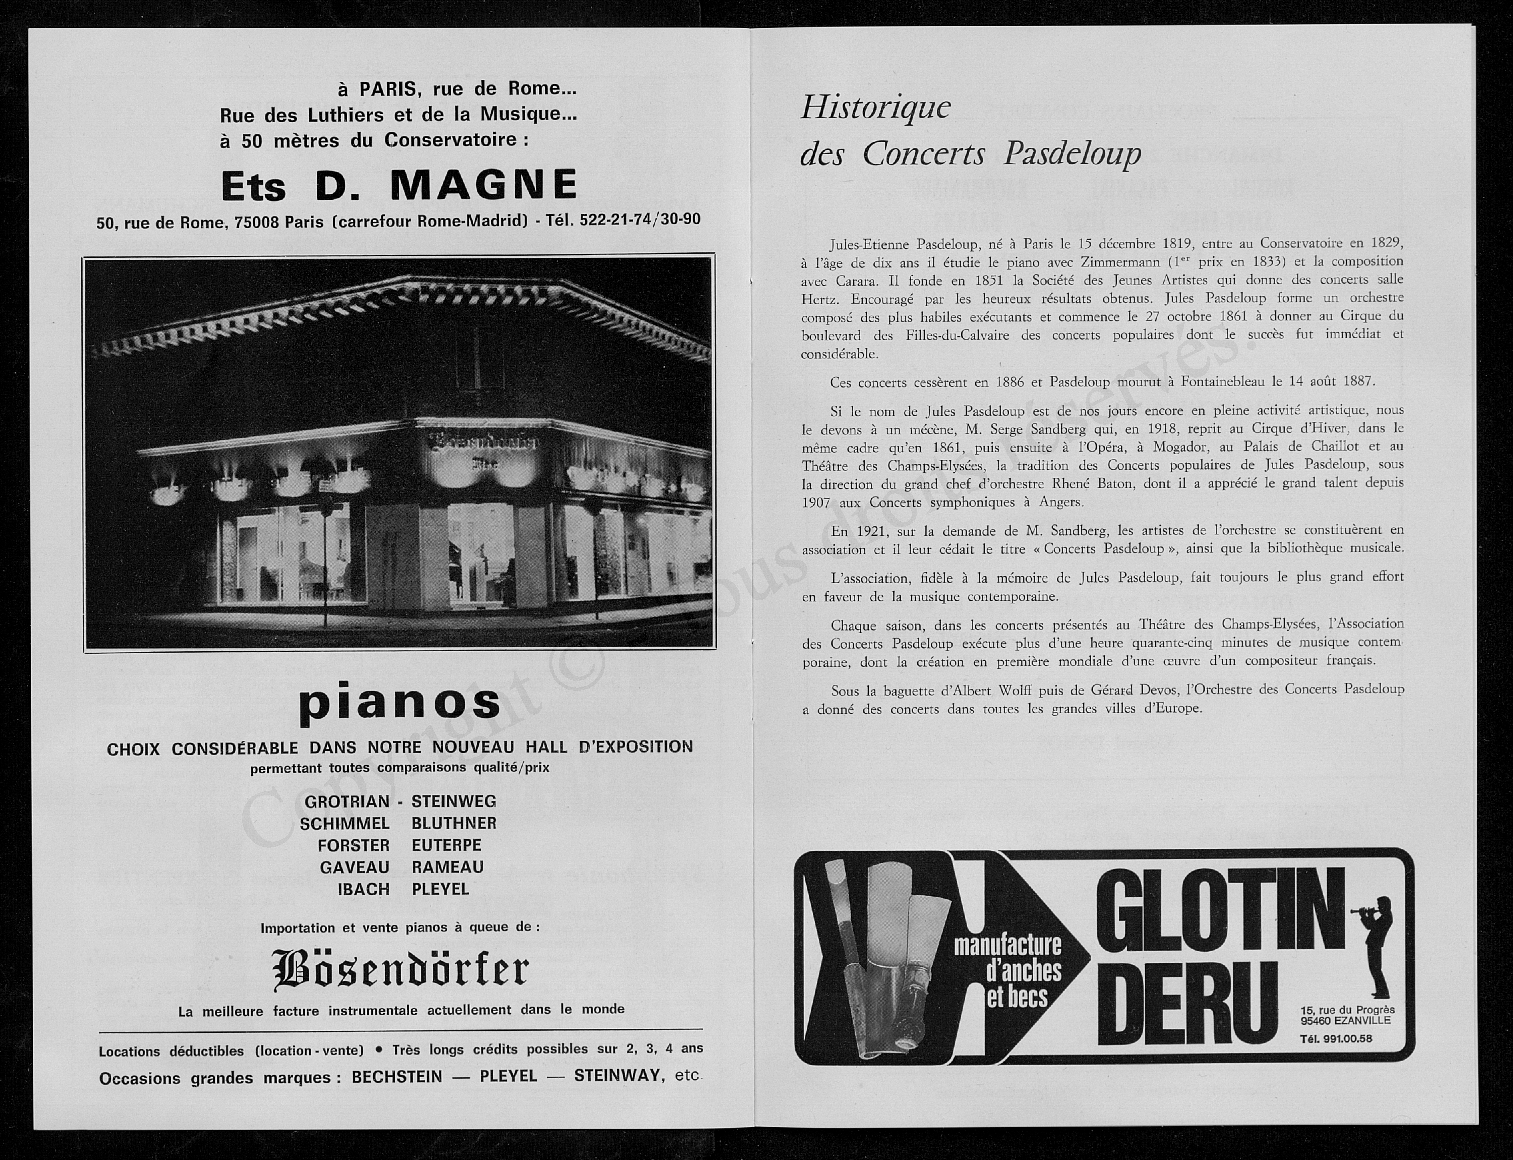 à PARIS, rue de Rome...
Rue des Luthiers et de la Musique...
à 50 mètres du Conservatoire :
Ets D. MAGNE
50, rue de Rome, 75008 Paris (carrefour Rome-Madrid) - Tél. 522-21-74/30-90
Bösendorfer
pianos
CHOIX CONSIDÉRABLE DANS NOTRE NOUVEAU HALL D'EXPOSITION
permettant toutes comparaisons qualité/prix
GROTRIAN - STEINWEG
SCHIMMEL BLUTHNER
FORSTER EUTERPE
GAVEAU RAMEAU
IBACH PLEYEL
Importation et vente pianos à queue de :
Bösendörfer
La meilleure facture instrumentale actuellement dans le monde
Locations déductibles (location - vente) • Très longs crédits possibles sur 2, 3, 4 ans
Occasions grandes marques : BECHSTEIN — PLEYEL — STEINWAY, etc.
Historique
des Concerts Pasdeloup
Jules-Etienne Pasdeloup, né à Paris le 15 décembre 1819, entre au Conservatoire en 1829,
à l'âge de dix ans il étudie le piano avec Zimmermann (1er prix en 1833) et la composition
avec Carara. Il fonde en 1851 la Société des Jeunes Artistes qui donne des concerts salle
Hertz. Encouragé par les heureux résultats obtenus. Jules Pasdeloup forme un orchestre
composé des plus habiles exécutants et commence le 27 octobre 1861 à donner au Cirque du
boulevard des Filles-du-Calvaire des concerts populaires dont le succès fut immédiat et
considérable.
Ces concerts cessèrent en 1886 et Pasdeloup mourut à Fontainebleau le 14 août 1887.
Si le nom de Jules Pasdeloup est de nos jours encore en pleine activité artistique, nous
le devons à un mécène, M. Serge Sandberg qui, en 1918, reprit au Cirque d'Hiver, dans le
même cadre qu'en 1861, puis ensuite à l'Opéra, à Mogador, au Palais de Chaillot et au
Théâtre des Champs-Elysées, la tradition des Concerts populaires de Jules Pasdeloup, sous
la direction du grand chef d'orchestre Rhené Baton, dont il a apprécié le grand talent depuis
1907 aux Concerts symphoniques à Angers.
En 1921, sur la demande de M. Sandberg, les artistes de l'orchestre se constituèrent en
association et il leur cédait le titre « Concerts Pasdeloup », ainsi que la bibliothèque musicale.
L'association, fidèle à la mémoire de Jules Pasdeloup, fait toujours le plus grand effort
en faveur de la musique contemporaine.
Chaque saison, dans les concerts présentés au Théâtre des Champs-Elysées, l'Association
des Concerts Pasdeloup exécute plus d'une heure quarante-cinq minutes de musique contem
poraine, dont la création en première mondiale d'une œuvre d'un compositeur français.
Sous la baguette d'Albert Wolff puis de Gérard Devos, l'Orchestre des Concerts Pasdeloup
a donné des concerts dans toutes les grandes villes d'Europe.
manufacture
d'anches
et becs
GLOTIN
DERU
15, rue du Progrès
95460 EZANVILLE
Tél. 991.00.58
Copyright © Tous droits réservés.